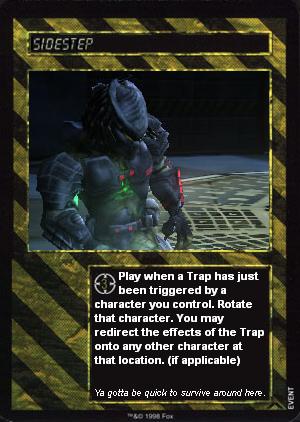 SIDESTEP
3 Play when a Trap has just
been triggered by a
character you control. Rotate
that character. You may
redirect the effects of the Trap
onto any other character at
that location. (if applicable)
Ya gotta be quick to survive around here.
EVENT
™&© 1998 Fox